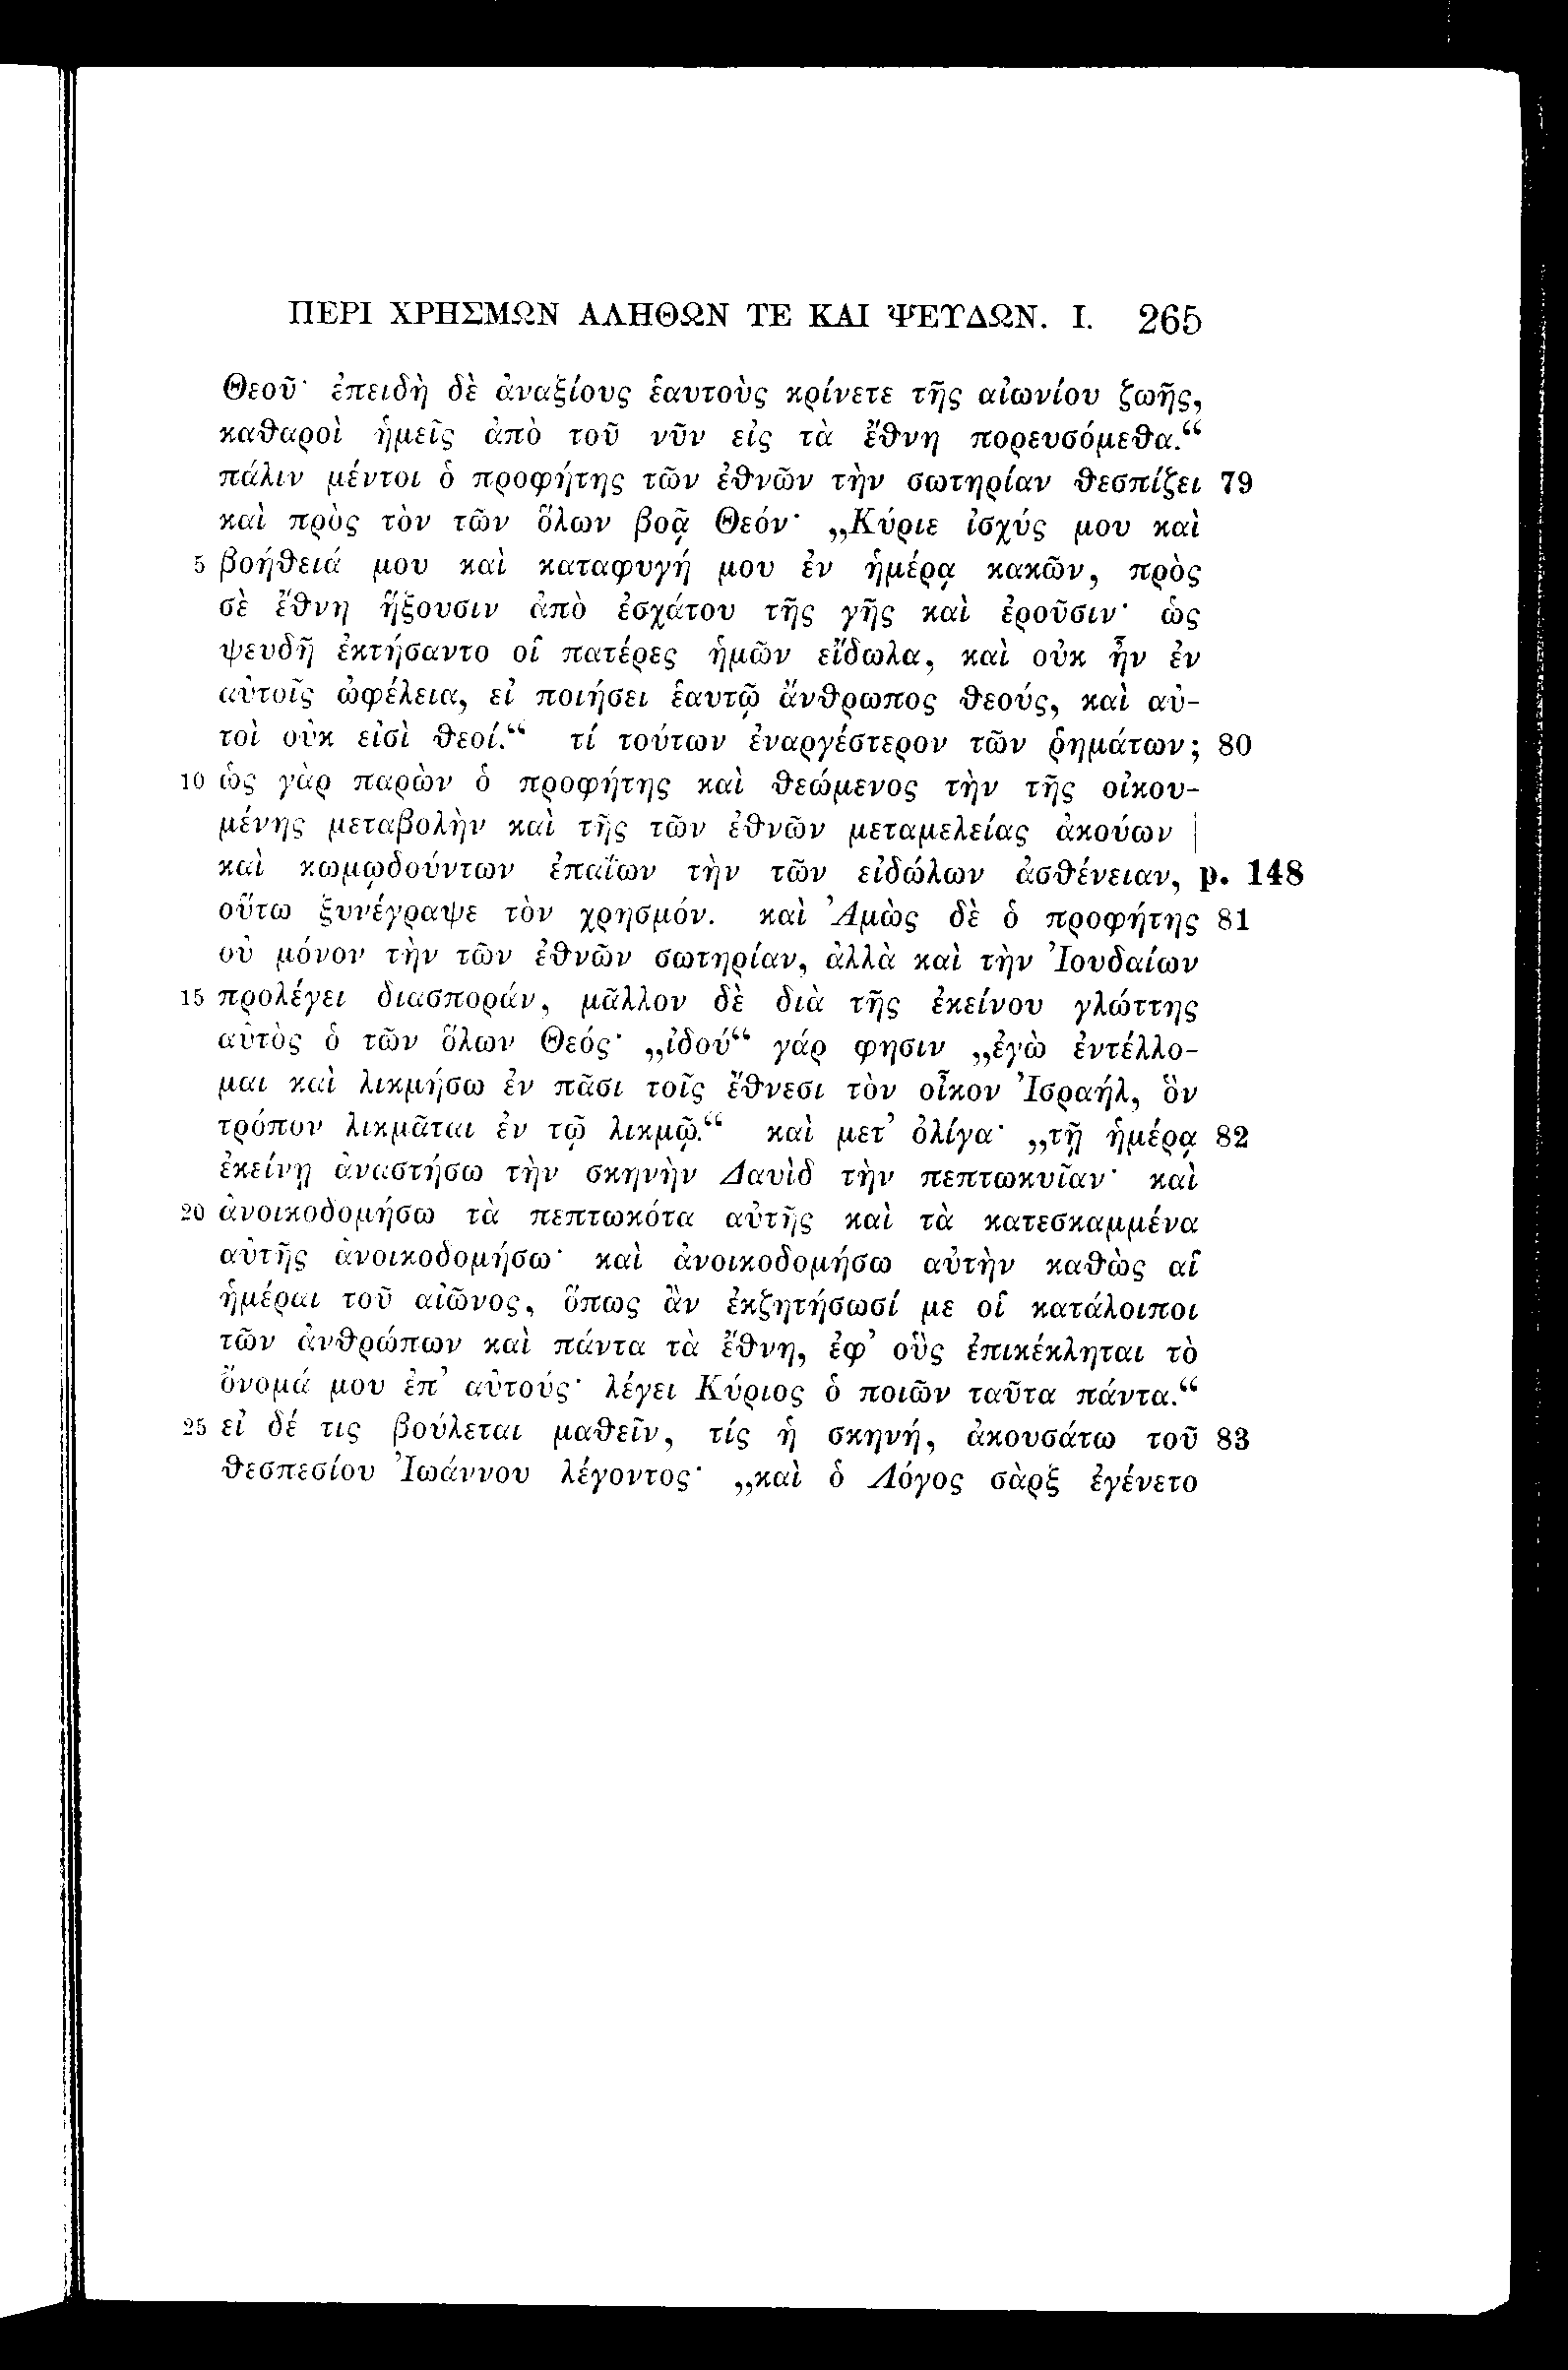 ΠΕΡΙ ΧΡΗΣΜΩΝ ΑΛΗΘΩΝ ΤΕ ΚΑΙ ΨΕΥΔΩΝ. Ι. 265
Θεοῦ· ἐπειδὴ δὲ ἀναξίους ἑαυτοὺς κρίνετε τῆς αἰωνίου ζωῆς,
καθαροὶ ἡμεῖς ἀπὸ τοῦ νῦν εἰς τὰ ἔθνη πορευσόμεθα.“
πάλιν μέντοι ὁ προφήτης τῶν ἐθνῶν τὴν σωτηρίαν θεσπίζει 79
καὶ πρὸς τὸν τῶν ὅλων βοᾷ Θεόν· „Κύριε ἰσχύς μου καὶ
5 βοήθειά μου καὶ καταφυγή μου ἐν ἡμέρᾳ κακῶν, πρὸς
σὲ ἔθνη ἥξουσιν ἀπὸ ἐσχάτου τῆς γῆς καὶ ἐροῦσιν· ὡς
ψευδῆ ἐκτήσαντο οἱ πατέρες ἡμῶν εἴδωλα, καὶ οὐκ ἦν ἐν
αὐτοῖς ὠφέλεια, εἰ ποιήσει ἑαυτῷ ἄνθρωπος θεούς, καὶ αὐ-
τοὶ οὐκ εἰσὶ θεοί.“ τί τούτων ἐναργέστερον τῶν ῥημάτων; 80
10 ὡς γὰρ παρὼν ὁ προφήτης καὶ θεώμενος τὴν τῆς οἰκου-
μένης μεταβολὴν καὶ τῆς τῶν ἐθνῶν μεταμελείας ἀκούων |
καὶ κωμῳδούντων ἐπαΐων τὴν τῶν εἰδώλων ἀσθένειαν, p. 148
οὕτω ξυνέγραψε τὸν χρησμόν. καὶ Ἀμὼς δὲ ὁ προφήτης 81
οὐ μόνον τὴν τῶν ἐθνῶν σωτηρίαν, ἀλλὰ καὶ τὴν Ἰουδαίων
15 προλέγει διασποράν, μᾶλλον δὲ διὰ τῆς ἐκείνου γλώττης
αὐτὸς ὁ τῶν ὅλων Θεός· „ἰδού“ γάρ φησιν „ἐγὼ ἐντέλλο-
μαι καὶ λικμήσω ἐν πᾶσι τοῖς ἔθνεσι τὸν οἶκον Ἰσραήλ, ὃν
τρόπον λικμᾶται ἐν τῷ λικμῷ.“ καὶ μετ’ ὀλίγα· „τῇ ἡμέρᾳ 82
ἐκείνῃ ἀναστήσω τὴν σκηνὴν Δαυὶδ τὴν πεπτωκυῖαν· καὶ
20 ἀνοικοδομήσω τὰ πεπτωκότα αὐτῆς καὶ τὰ κατεσκαμμένα
αὐτῆς ἀνοικοδομήσω· καὶ ἀνοικοδομήσω αὐτὴν καθὼς αἱ
ἡμέραι τοῦ αἰῶνος, ὅπως ἂν ἐκζητήσωσί με οἱ κατάλοιποι
τῶν ἀνθρώπων καὶ πάντα τὰ ἔθνη, ἐφ’ οὓς ἐπικέκληται τὸ
ὄνομά μου ἐπ’ αὐτούς· λέγει Κύριος ὁ ποιῶν ταῦτα πάντα.“
25 εἰ δέ τις βούλεται μαθεῖν, τίς ἡ σκηνή, ἀκουσάτω τοῦ 83
θεσπεσίου Ἰωάννου λέγοντος· „καὶ ὁ Λόγος σὰρξ ἐγένετο